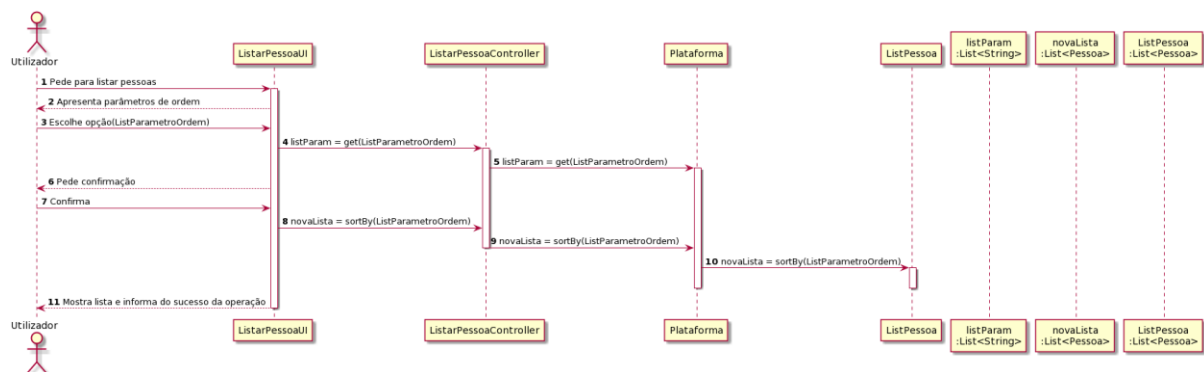 Utilizador
ListarPessoaUI
ListarPessoaController
Plataforma
ListPessoa
listParam
:List<String>
novaLista
:List<Pessoa>
ListPessoa
:List<Pessoa>
1 Pede para listar pessoas
2 Apresenta parâmetros de ordem
3 Escolhe opção(ListParametroOrdem)
4 listParam = get(ListParametroOrdem)
5 listParam = get(ListParametroOrdem)
6 Pede confirmação
7 Confirma
8 novaLista = sortBy(ListParametroOrdem)
9 novaLista = sortBy(ListParametroOrdem)
10 novaLista = sortBy(ListParametroOrdem)
11 Mostra lista e informa do sucesso da operação
Utilizador
ListarPessoaUI
ListarPessoaController
Plataforma
ListPessoa
listParam
:List<String>
novaLista
:List<Pessoa>
ListPessoa
:List<Pessoa>